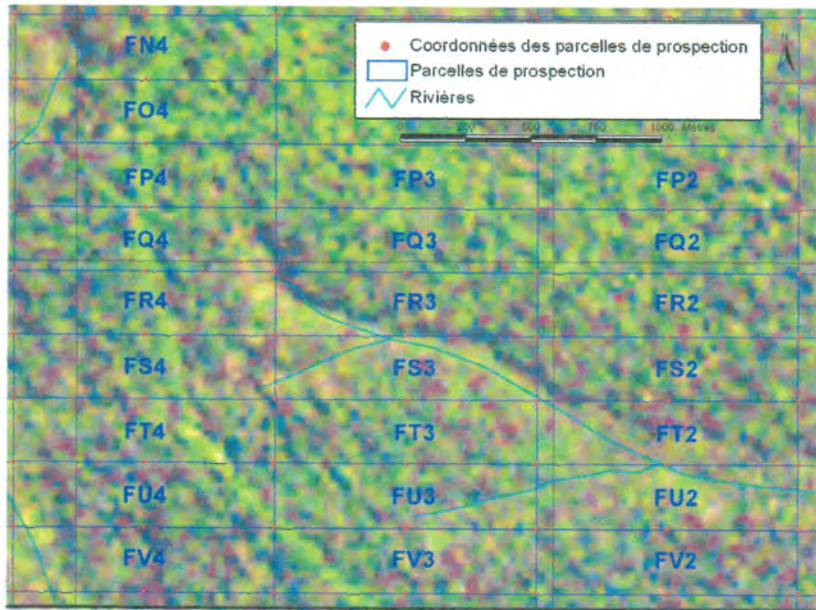 FN4
Coordonnées des parcelles de prospection
Parcelles de prospection
Rivières
FO4
0 200 500 750 1000 Mètres
FP4 FP3 FP2
FQ4 FQ3 FQ2
FR4 FR3 FR2
FS4 FS3 FS2
FT4 FT3 FT2
FU4 FU3 FU2
FV4 FV3 FV2